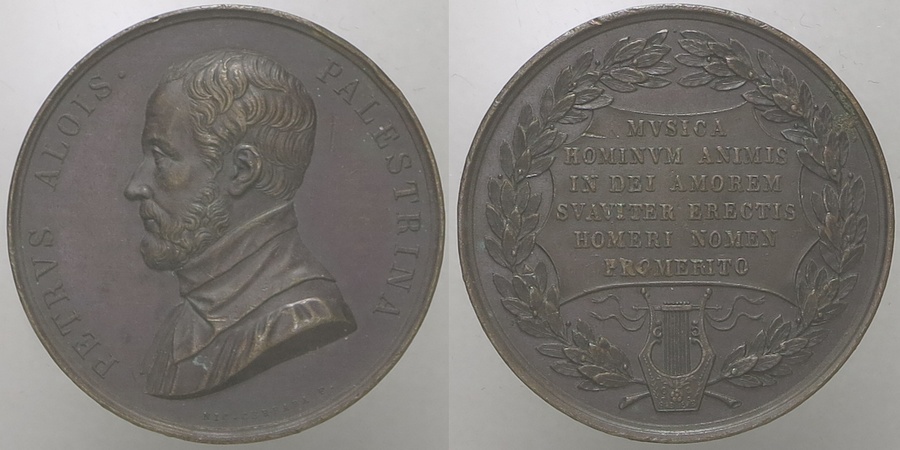 PETRVS ALOIS. PALESTRINA
MVSICA
HOMINVM ANIMIS
IN DEI AMOREM
SVAVITER ERECTIS
HOMERI NOMEN
PROMERITO